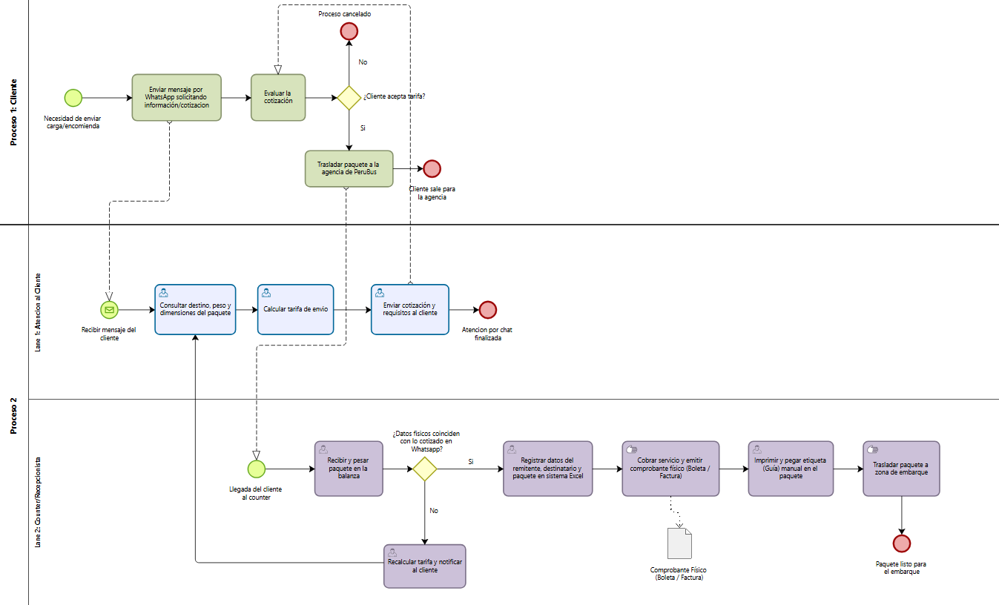 Proceso 1: Cliente
Proceso cancelado
No
Enviar mensaje por
WhatsApp solicitando
información/cotizacion
Evaluar la
cotización
¿Cliente acepta tarifa?
Necesidad de enviar
carga/encomienda
Si
Trasladar paquete a la
agencia de PeruBus
Cliente sale para
la agencia
Proceso 2
Lane 1: Atencion al Cliente
Consultar destino, peso y
dimensiones del paquete
Calcular tarifa de envio
Enviar cotización y
requisitos al cliente
Recibir mensaje del
cliente
Atencion por chat
finalizada
Lane 2: Counter/Recepcionista
¿Datos físicos coinciden
con lo cotizado en
Whatsapp?
Recibir y pesar
paquete en la
balanza
Si
Registrar datos del
remitente, destinatario y
paquete en sistema Excel
Cobrar servicio y emitir
comprobante físico (Boleta /
Factura)
Imprimir y pegar etiqueta
(Guía) manual en el
paquete
Trasladar paquete a
zona de embarque
Llegada del cliente
al counter
No
Recalcular tarifa y notificar
al cliente
Comprobante Físico
(Boleta / Factura)
Paquete listo para
el embarque